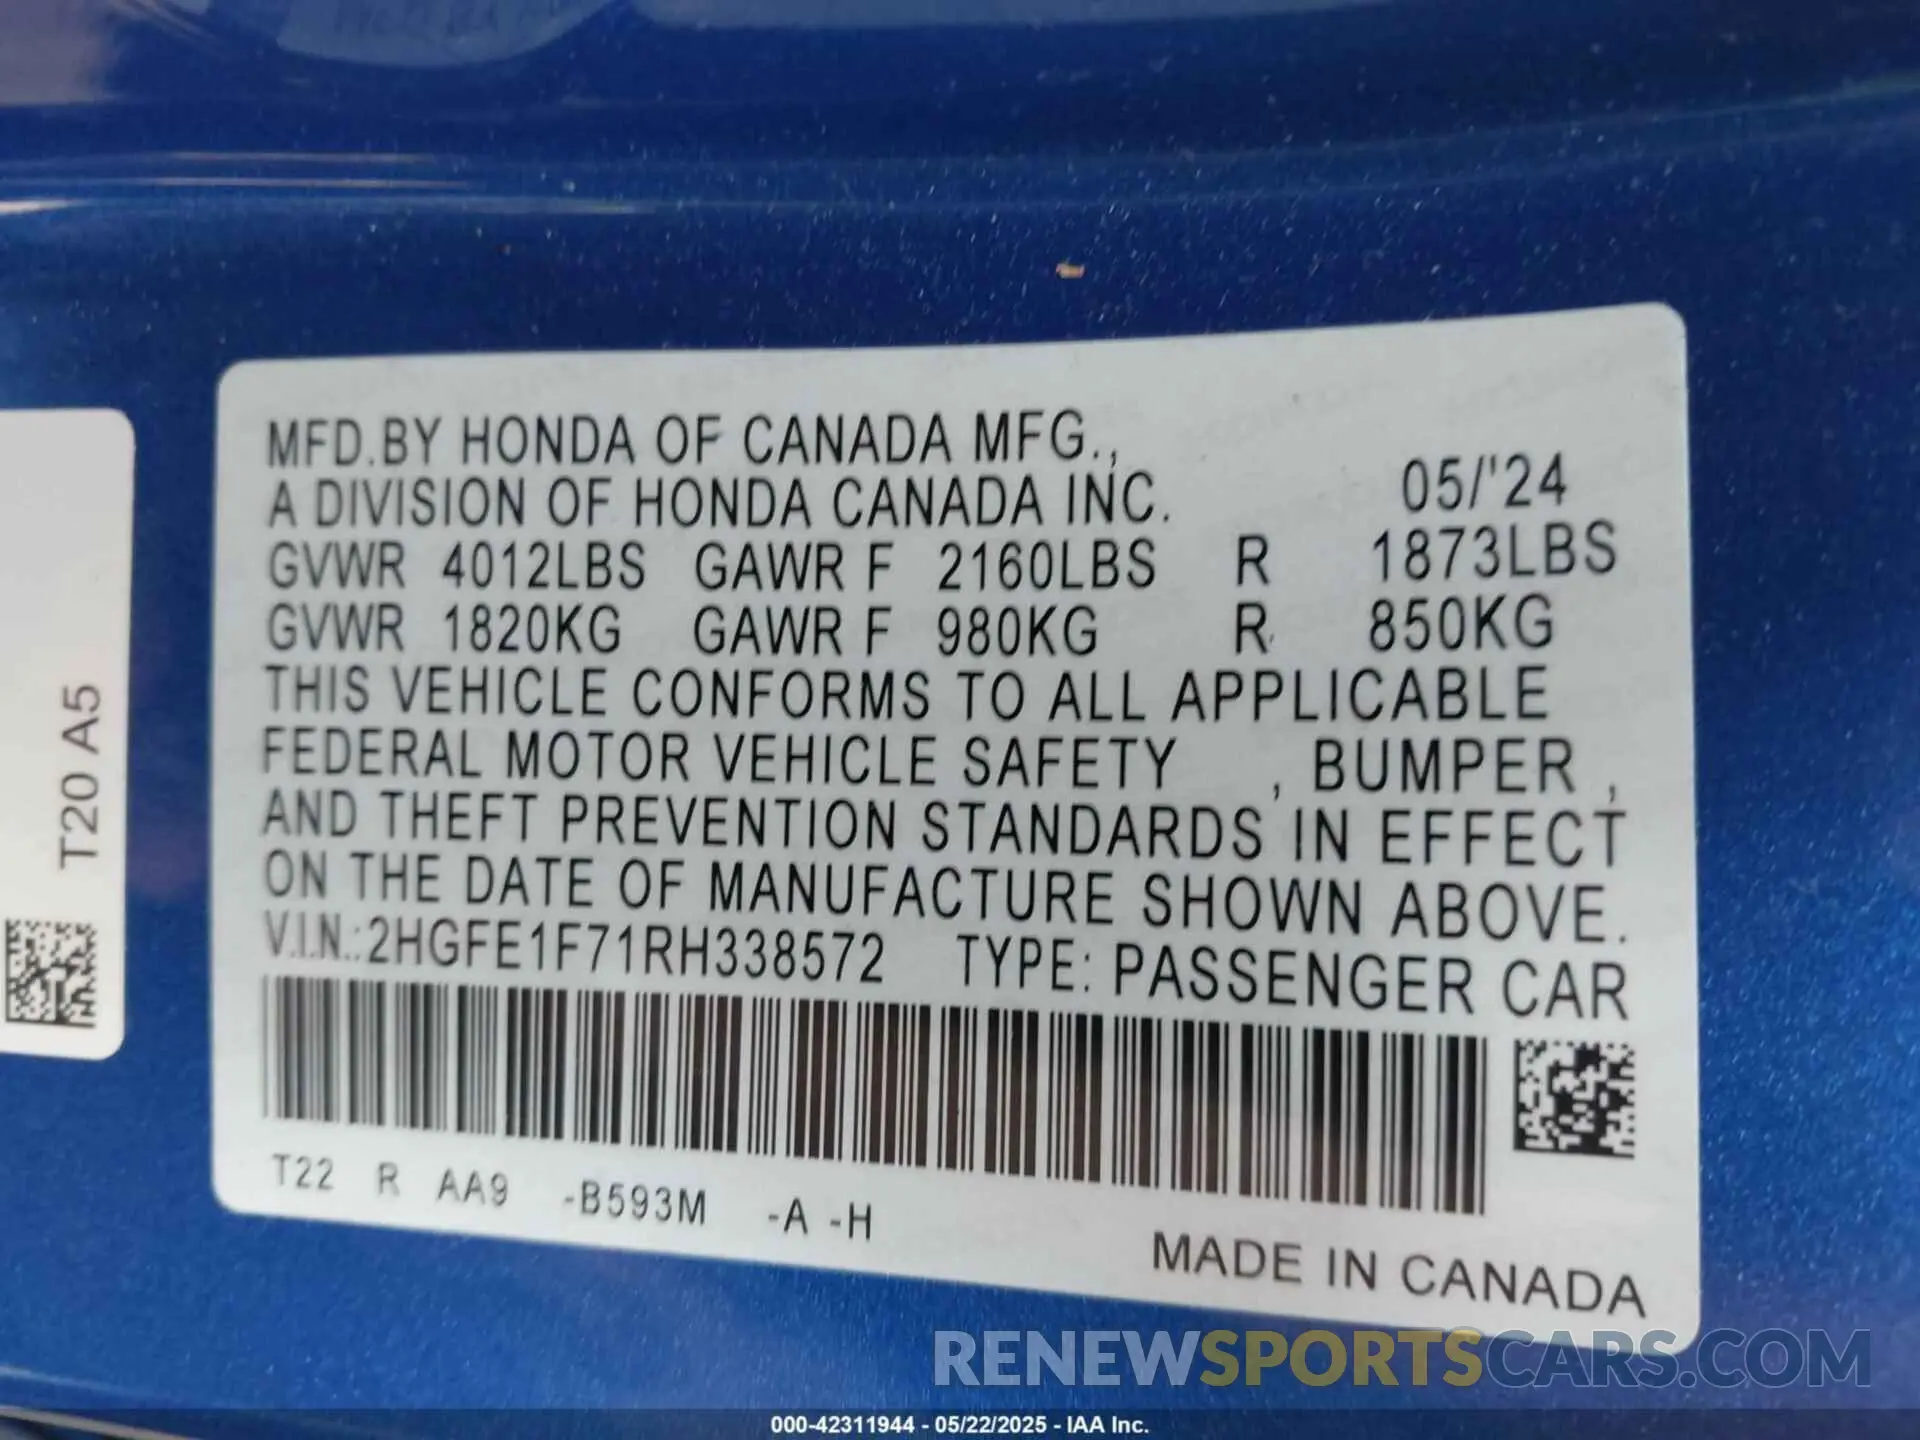 MFD.BY HONDA OF CANADA MFG.,
A DIVISION OF HONDA CANADA INC. 05/'24
GVWR 4012LBS GAWR F 2160LBS R 1873LBS
GVWR 1820KG GAWR F 980KG R 850KG
THIS VEHICLE CONFORMS TO ALL APPLICABLE
FEDERAL MOTOR VEHICLE SAFETY , BUMPER ,
AND THEFT PREVENTION STANDARDS IN EFFECT
ON THE DATE OF MANUFACTURE SHOWN ABOVE.
V.I.N.:2HGFE1F71RH338572 TYPE: PASSENGER CAR
T22 R AA9 -B593M -A -H
MADE IN CANADA
T20 A5
RENEWSPORTSCARS.COM
000-42311944 - 05/22/2025 - IAA Inc.